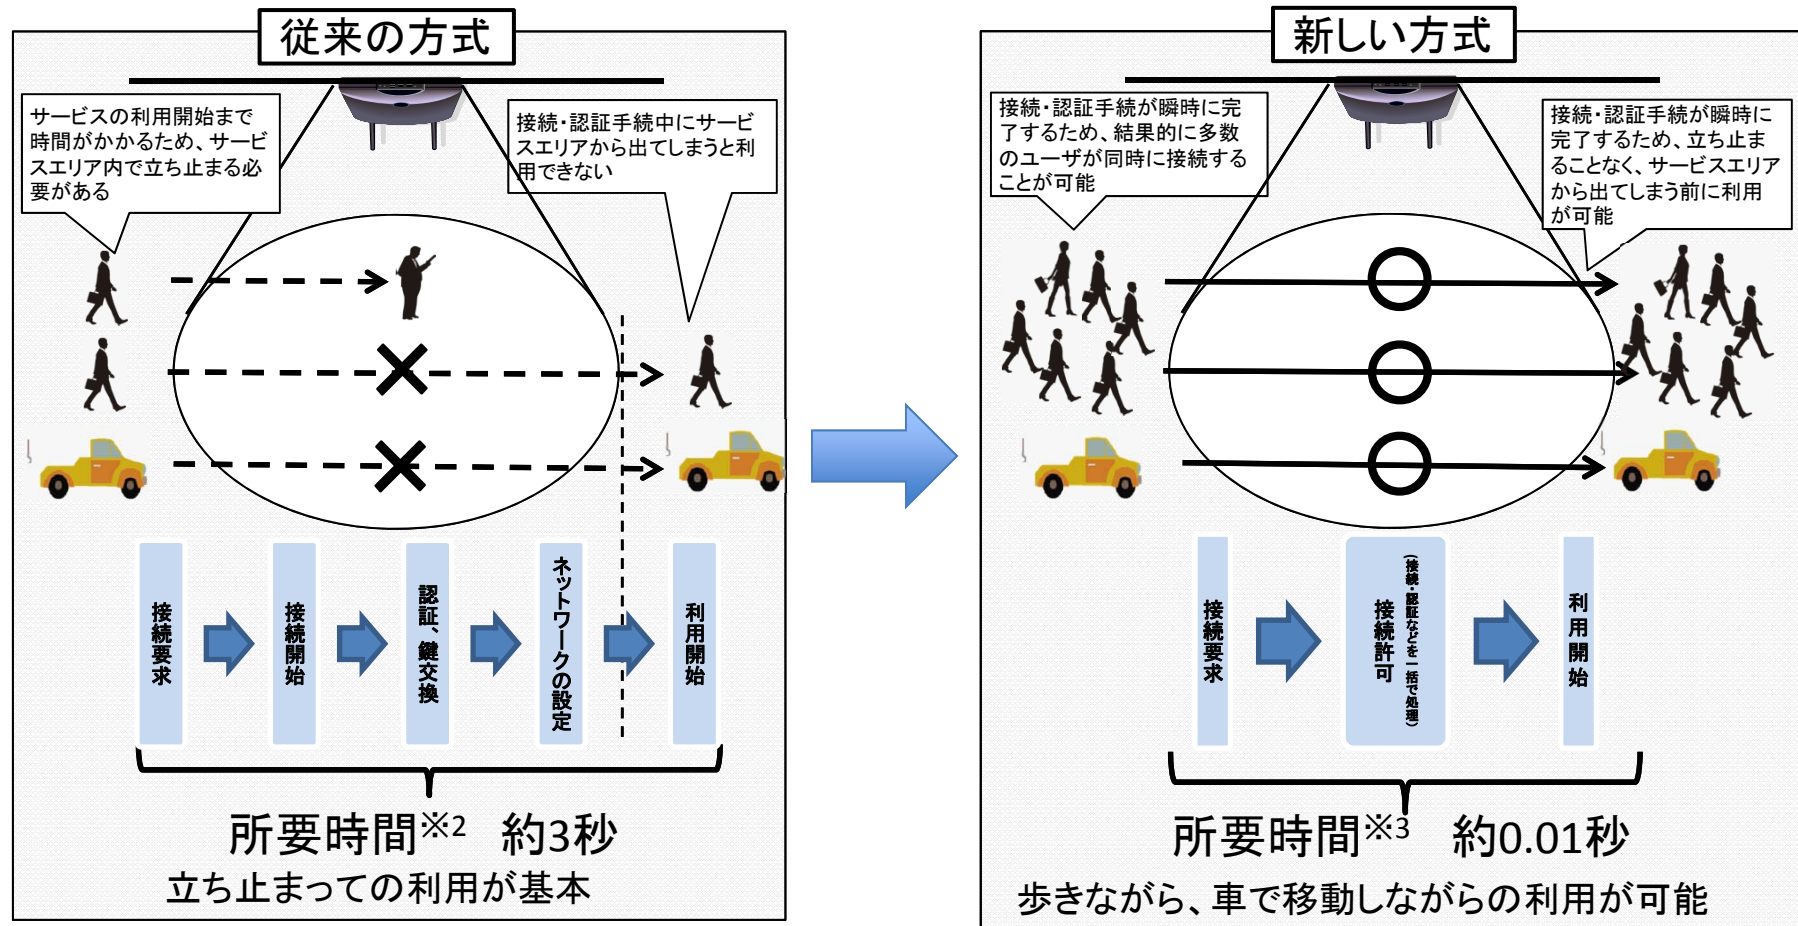 従来の方式
サービスの利用開始まで
時間がかかるため、サービ
スエリア内で立ち止まる必
要がある
接続・認証手続中にサービ
スエリアから出てしまうと利
用できない
接続要求
接続開始
認証、鍵交換
ネットワークの設定
利用開始
所要時間※2 約3秒
立ち止まっての利用が基本
新しい方式
接続・認証手続が瞬時に完
了するため、結果的に多数
のユーザが同時に接続する
ことが可能
接続・認証手続が瞬時に
完了するため、立ち止ま
ることなく、サービスエリア
から出てしまう前に利用
が可能
接続要求
接続許可
(接続・認証などを一括で処理)
利用開始
所要時間※3 約0.01秒
歩きながら、車で移動しながらの利用が可能